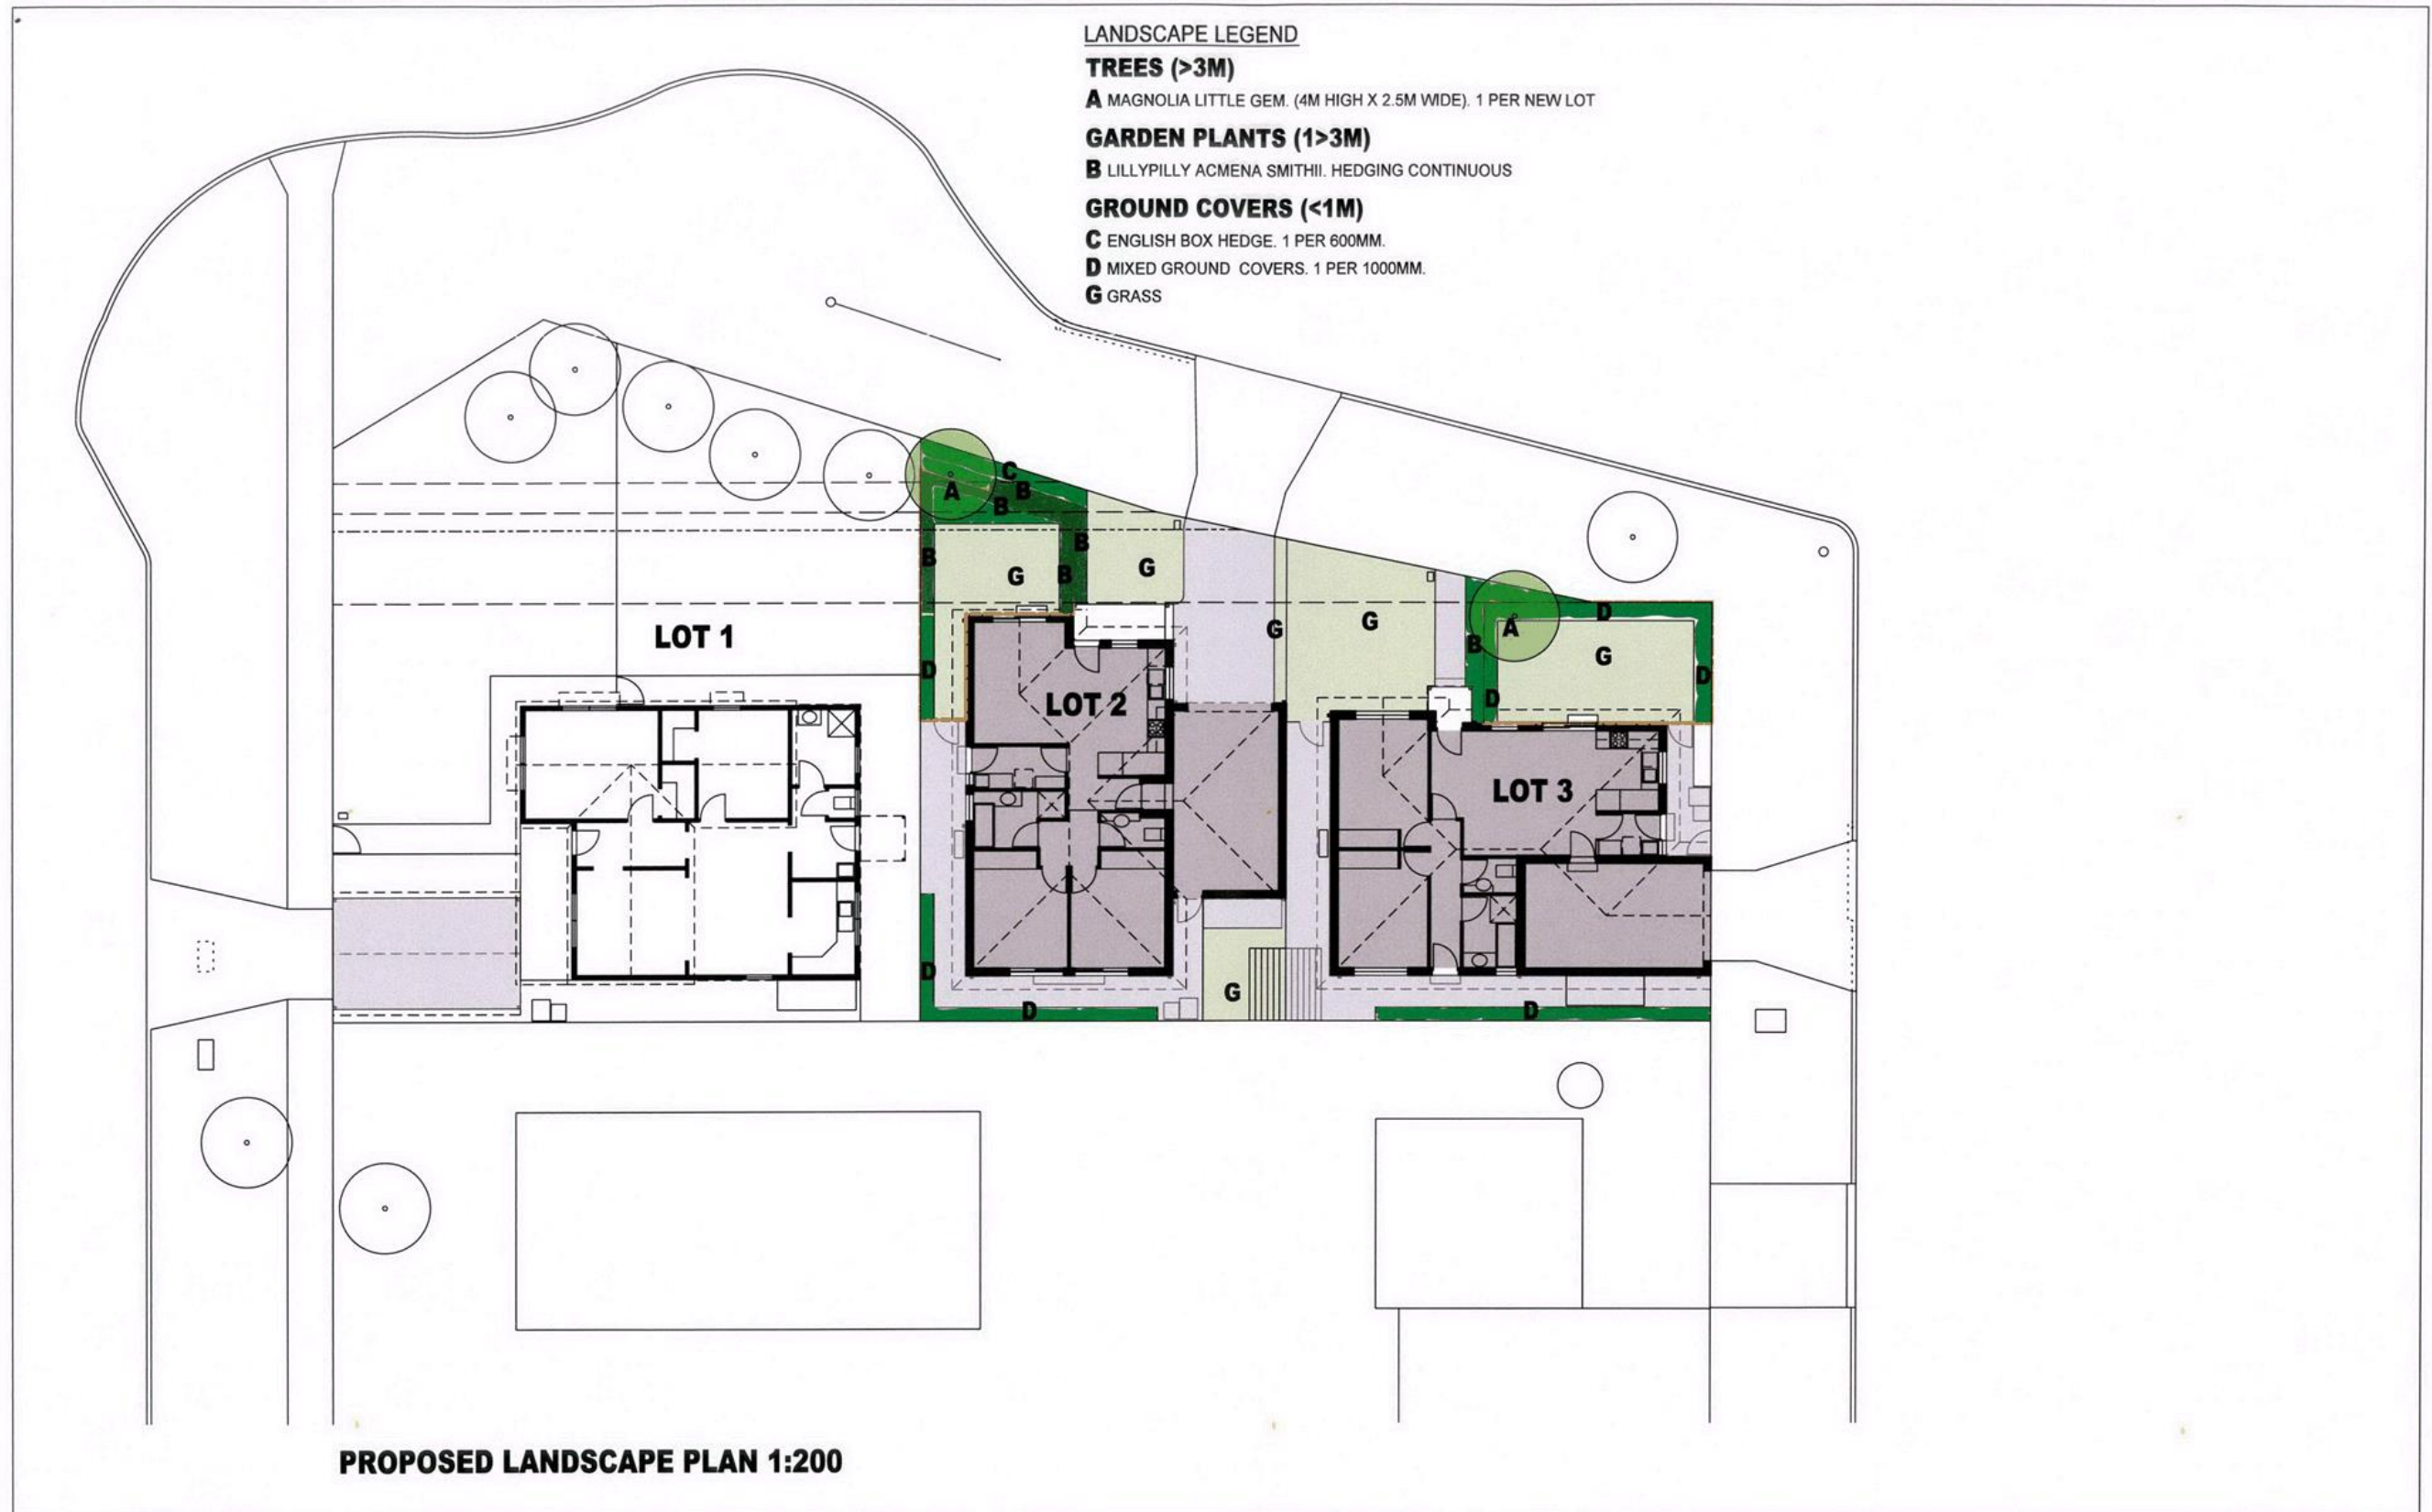 LANDSCAPE LEGEND
TREES (>3M)
A MAGNOLIA LITTLE GEM. (4M HIGH X 2.5M WIDE). 1 PER NEW LOT
GARDEN PLANTS (1>3M)
B LILLYPILLY ACMENA SMITHII. HEDGING CONTINUOUS
GROUND COVERS (<1M)
C ENGLISH BOX HEDGE. 1 PER 600MM.
D MIXED GROUND COVERS. 1 PER 1000MM.
G GRASS
C
A
B
B
B
B
B
G
G
G
G
D
LOT 1
LOT 2
A
D
B
G
D
D
LOT 3
D
D
G
D
PROPOSED LANDSCAPE PLAN 1:200